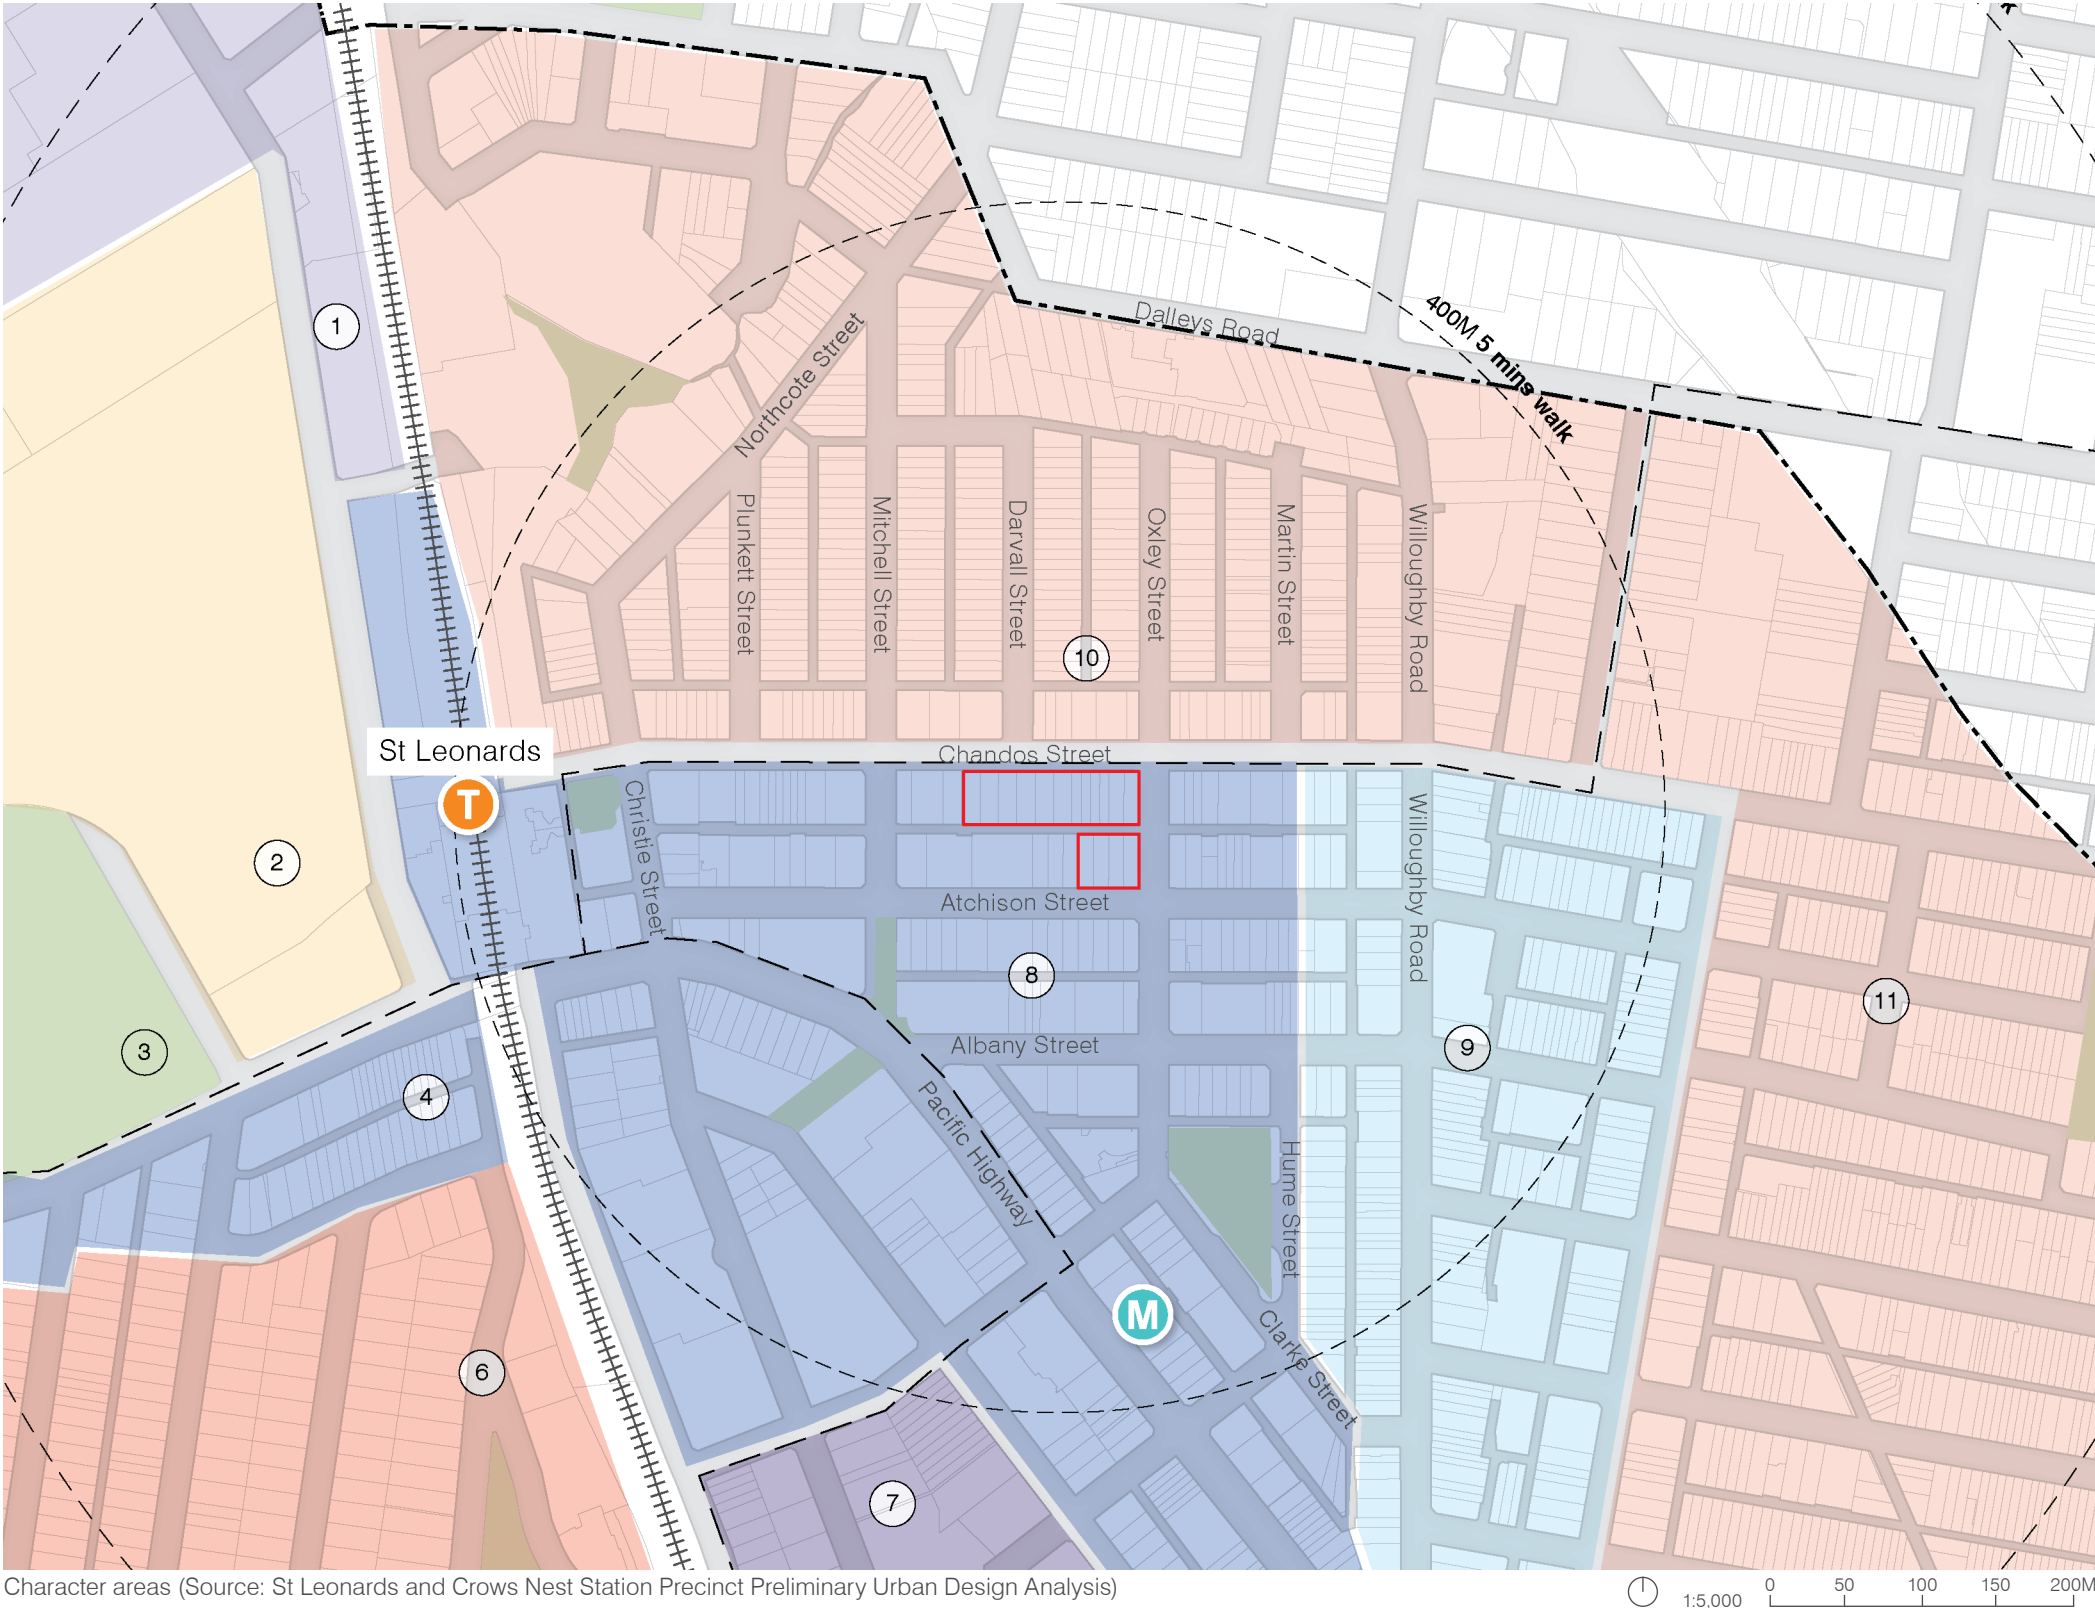 Dalleys Road
400M 5 mins walk
1
Northcote Street
Plunkett Street
Mitchell Street
Darvall Street
Oxley Street
Martin Street
Willoughby Road
10
St Leonards
T
Chandos Street
Christie Street
Willoughby Road
2
Atchison Street
8
11
3
Albany Street
9
4
Pacific Highway
Hume Street
M
Clarke Street
6
7
Character areas (Source: St Leonards and Crows Nest Station Precinct Preliminary Urban Design Analysis)
1:5,000
0 50 100 150 200M